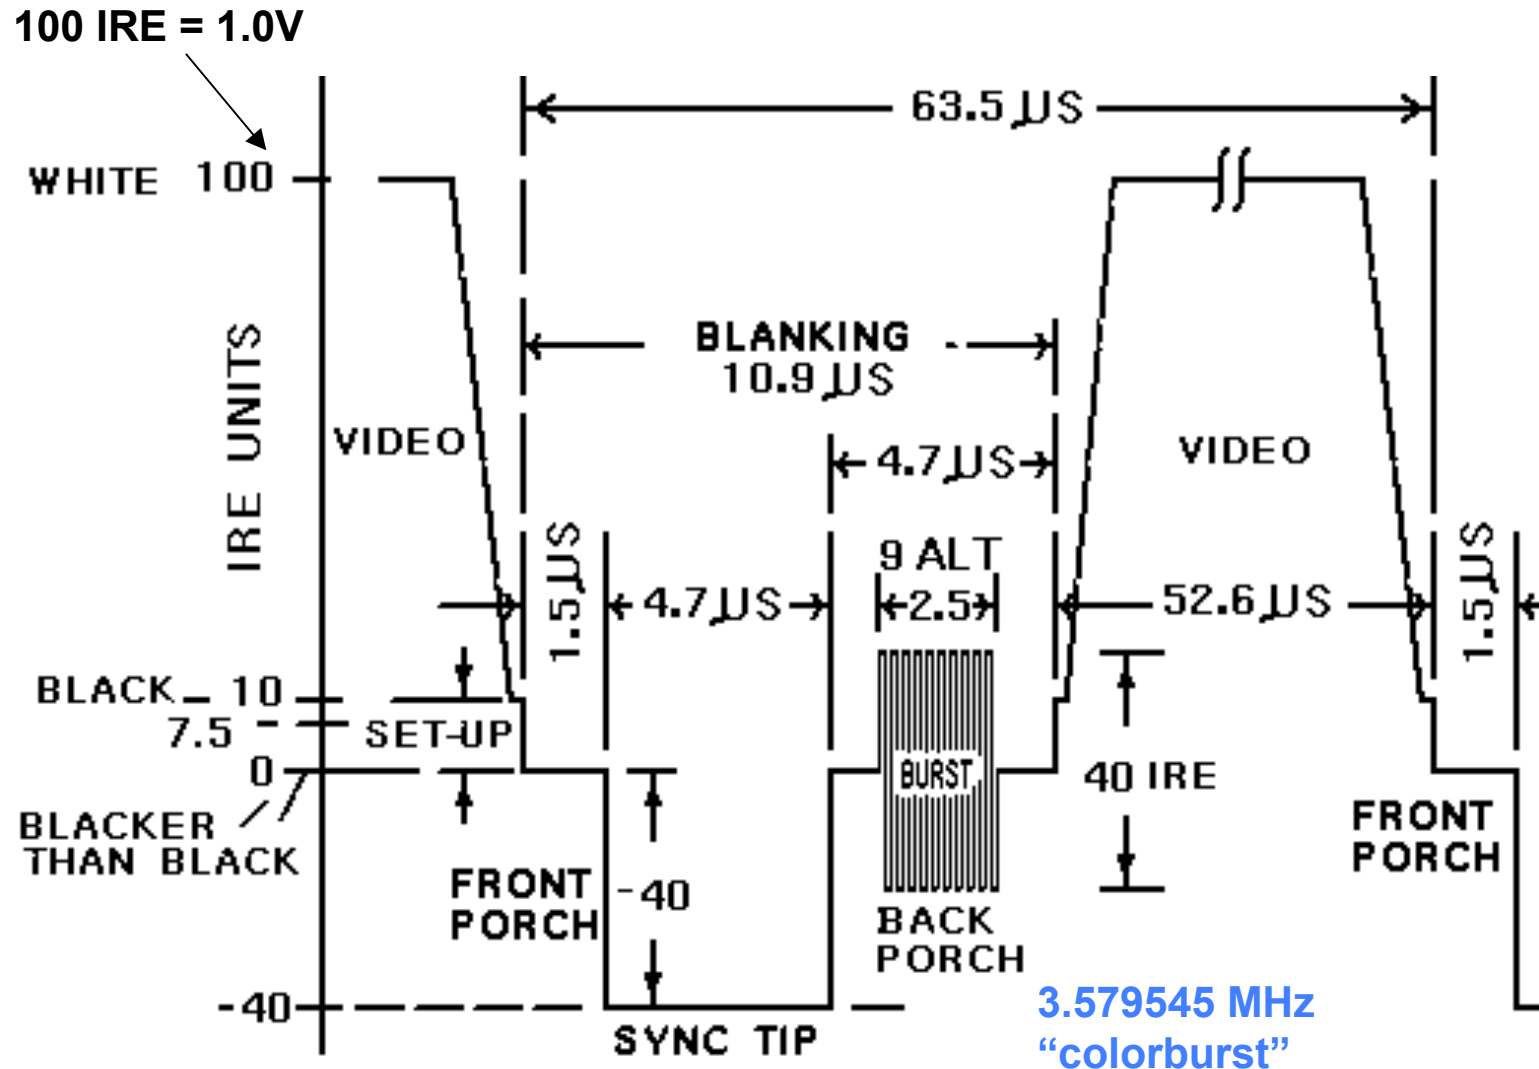 100 IRE = 1.0V
63.5 µS
WHITE 100
BLANKING
10.9 µS
IRE UNITS
VIDEO
4.7 µS
VIDEO
1.5 µS
9 ALT
4.7 µS
2.5
52.6 µS
1.5 µS
BLACK 10
7.5
SET-UP
0
BURST
40 IRE
BLACKER
THAN BLACK
FRONT
PORCH
-40
BACK
PORCH
FRONT
PORCH
-40
SYNC TIP
3.579545 MHz
“colorburst”